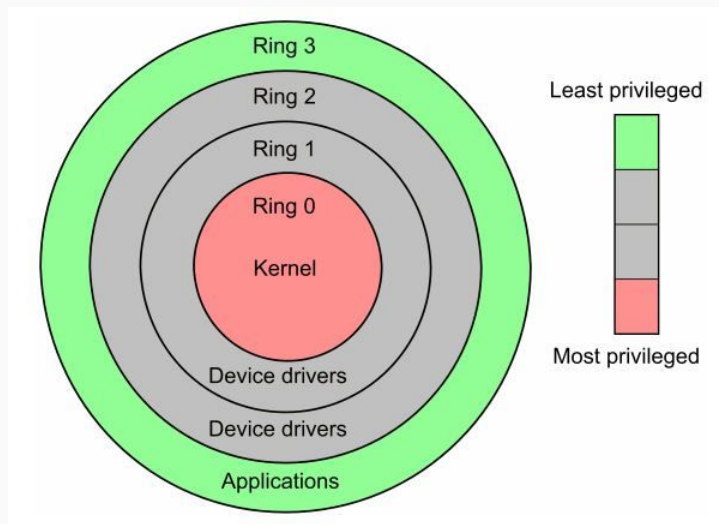 Ring 3
Ring 2
Ring 1
Ring 0
Kernel
Device drivers
Device drivers
Applications
Least privileged
Most privileged